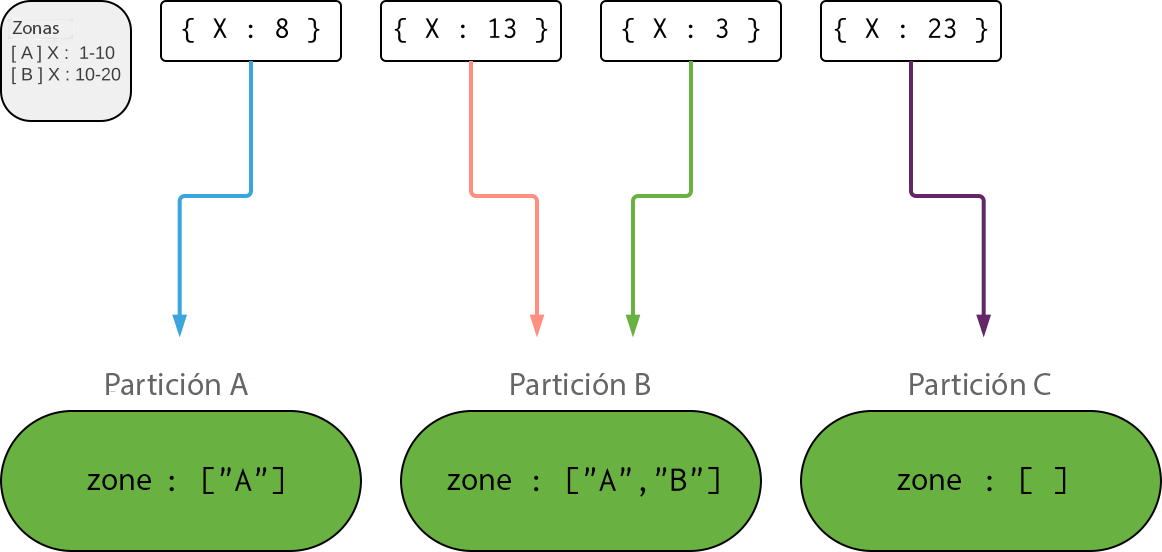 Zonas
[ A ] X : 1-10
[ B ] X : 10-20
{ X : 8 }
{ X : 13 }
{ X : 3 }
{ X : 23 }
Partición A
Partición B
Partición C
zone : ["A"]
zone : ["A","B"]
zone : [ ]